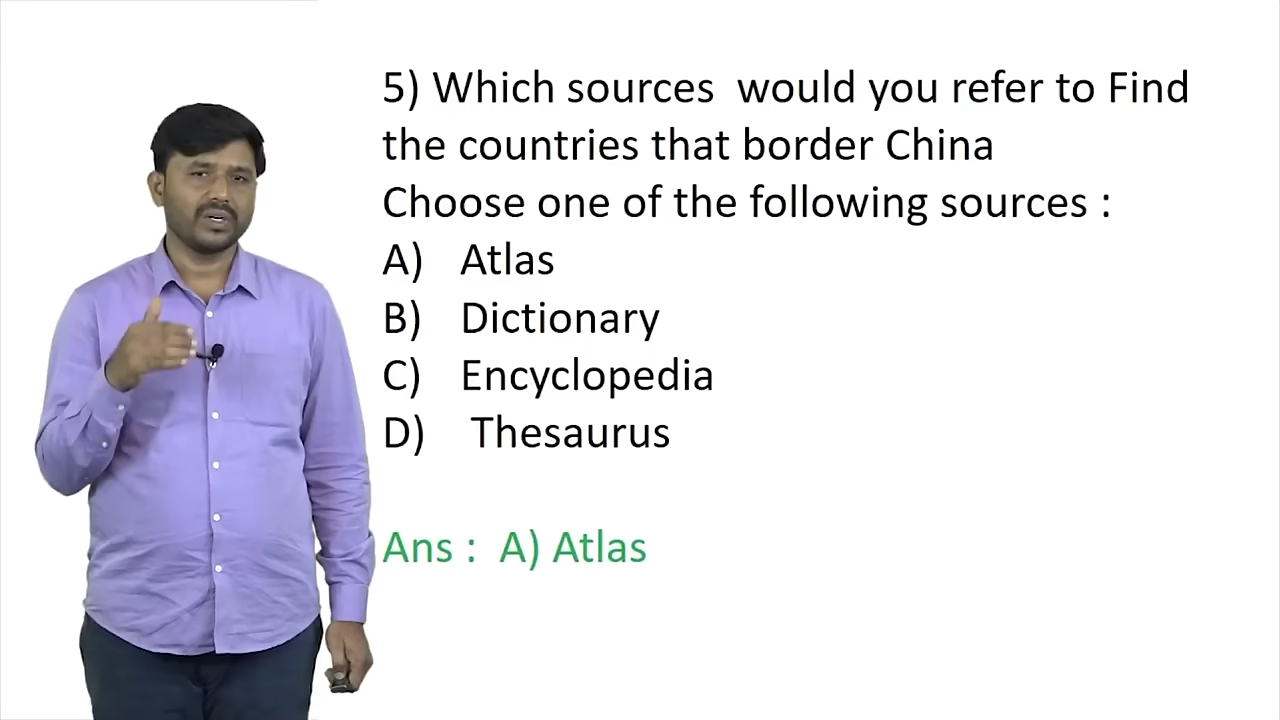 5) Which sources would you refer to Find
the countries that border China
Choose one of the following sources :
A) Atlas
B) Dictionary
C) Encyclopedia
D) Thesaurus
Ans : A) Atlas